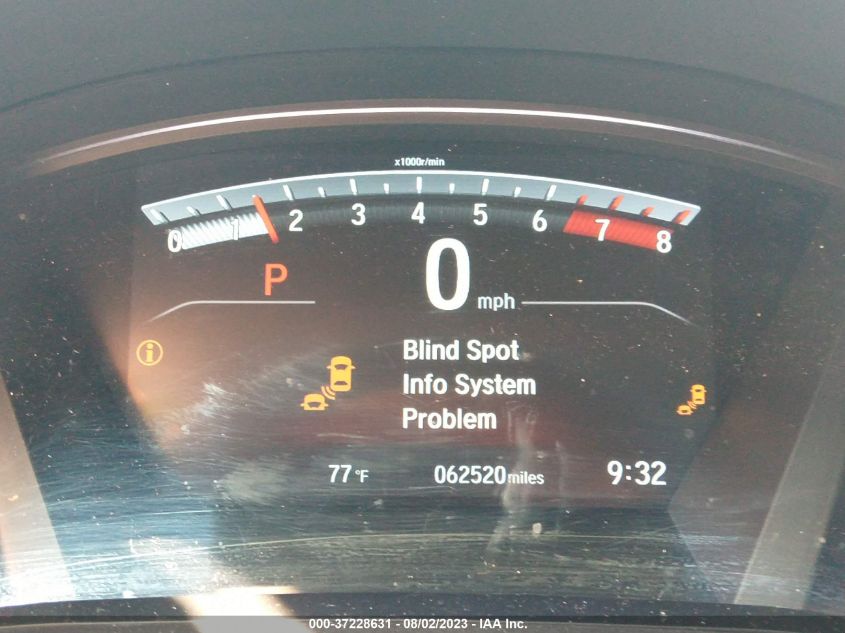 x1000r/min
0 1 2 3 4 5 6 7 8
P 0 mph
Blind Spot
Info System
Problem
77 °F 062520 miles 9:32
000-37228631 - 08/02/2023 - IAA Inc.